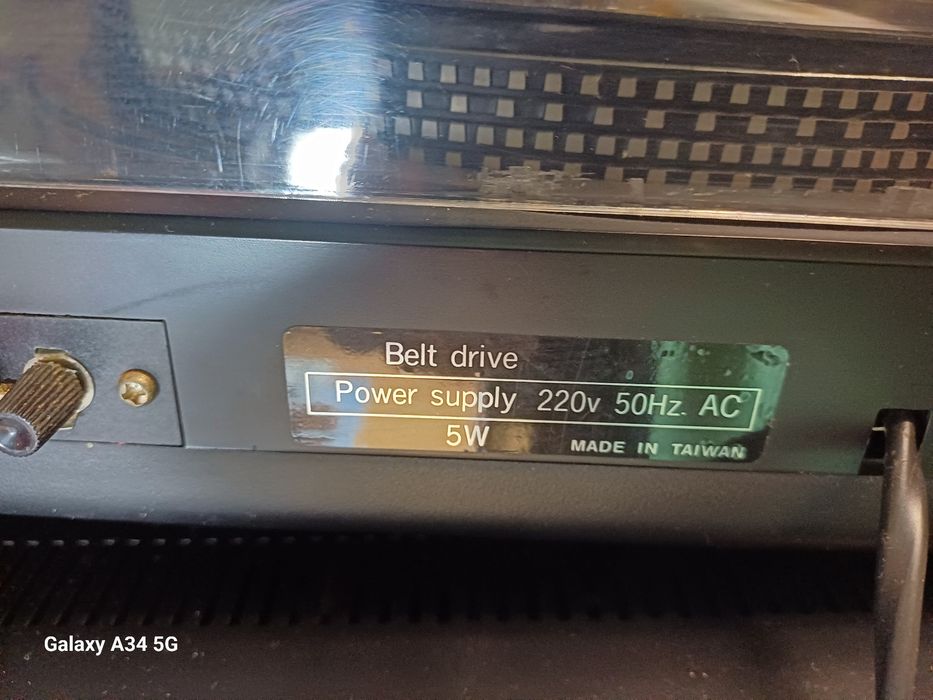 Belt drive
Power supply 220v 50Hz. AC
5W MADE IN TAIWAN
Galaxy A34 5G